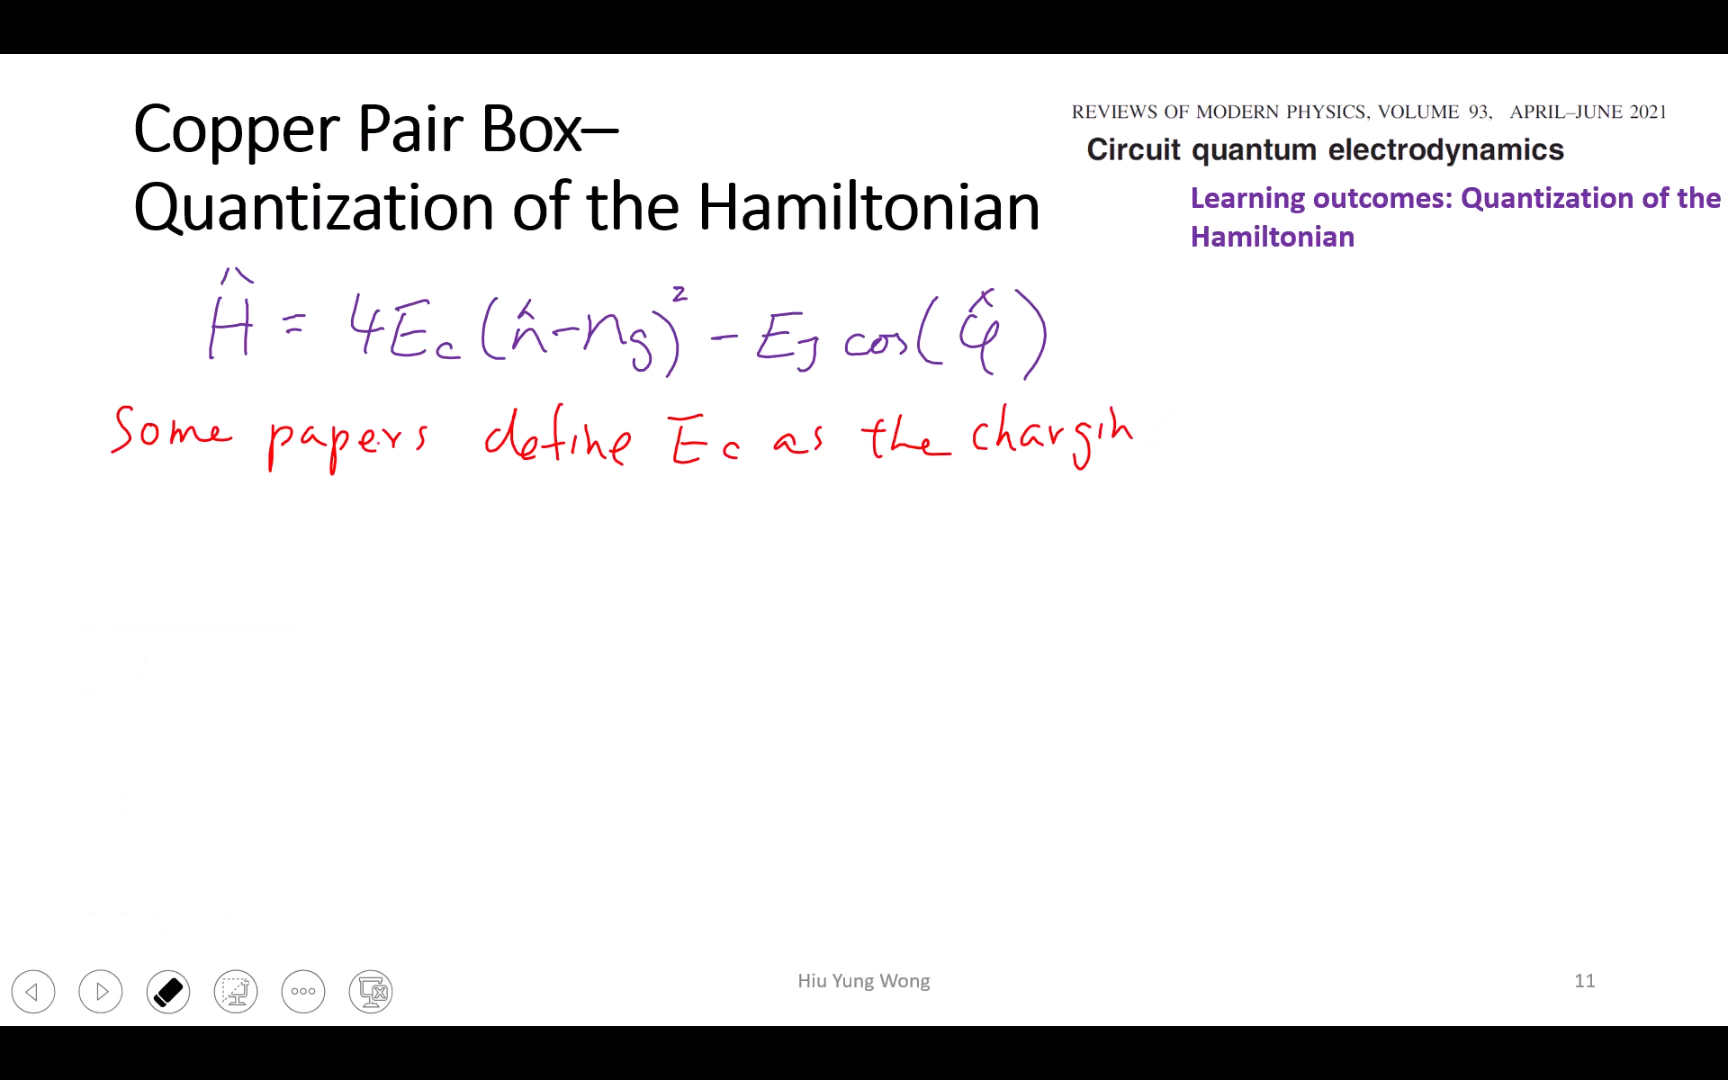 Copper Pair Box–
Quantization of the Hamiltonian
REVIEWS OF MODERN PHYSICS, VOLUME 93, APRIL–JUNE 2021
Circuit quantum electrodynamics
Learning outcomes: Quantization of the
Hamiltonian
Ĥ = 4E_c (n̂ - n_g)² - E_J cos(φ̂)
Some papers define Ec as the chargin
Hiu Yung Wong
11